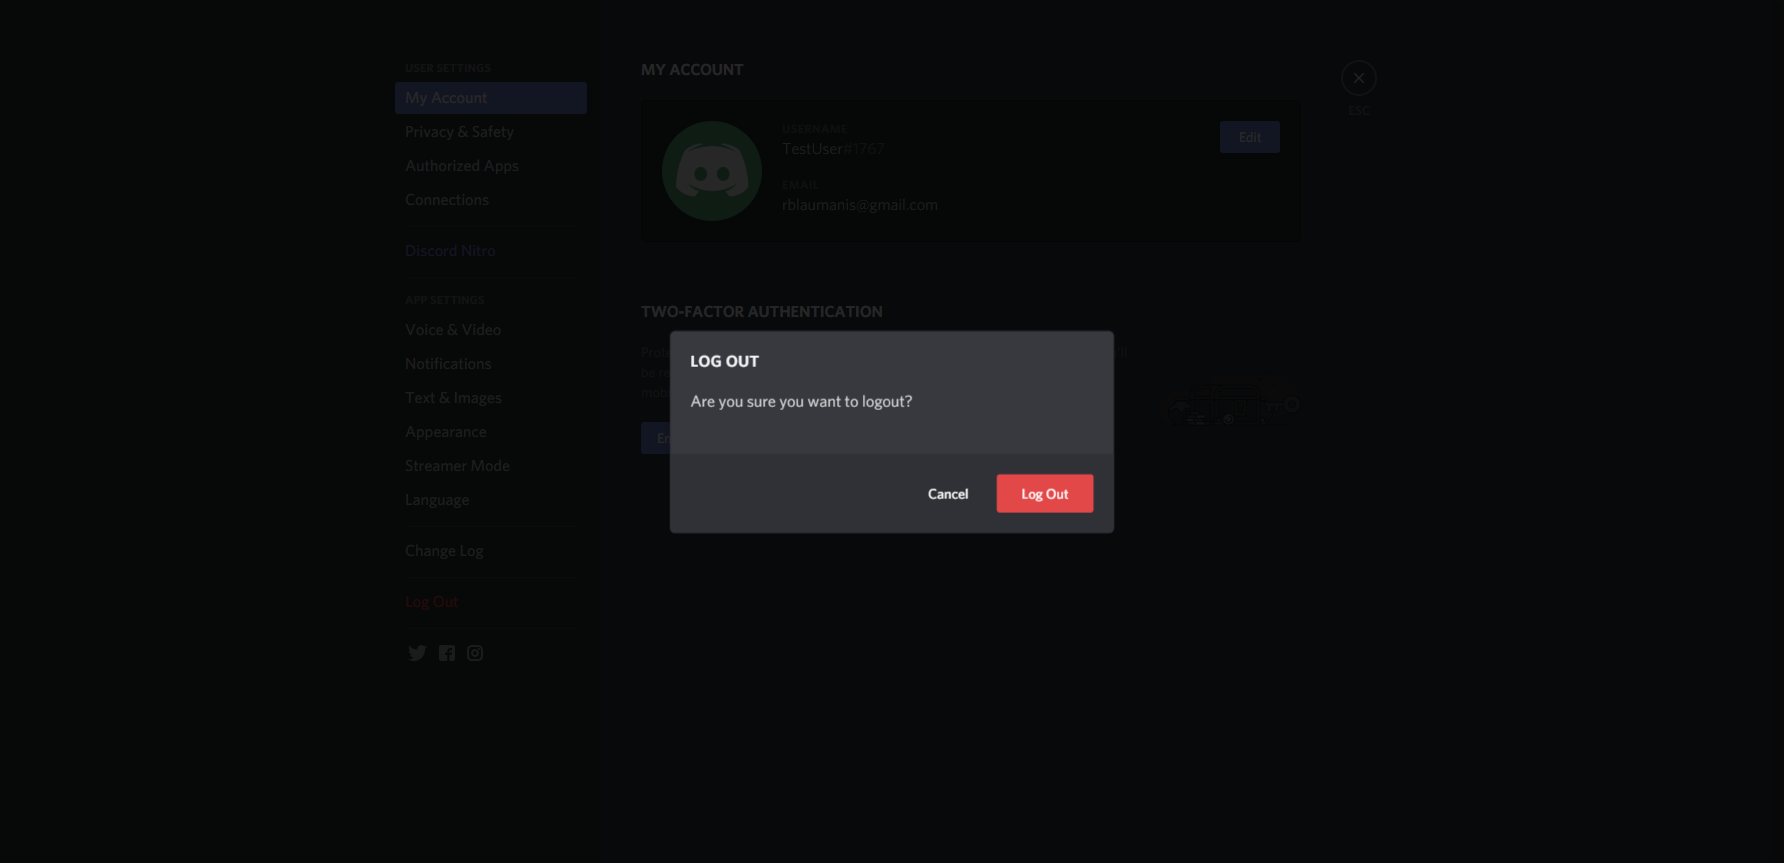 USER SETTINGS
My Account
Privacy & Safety
Authorized Apps
Connections
Discord Nitro
APP SETTINGS
Voice & Video
Notifications
Text & Images
Appearance
Streamer Mode
Language
Change Log
Log Out
MY ACCOUNT
USERNAME
TestUser#1767
EMAIL
rblaumanis@gmail.com
Edit
ESC
TWO-FACTOR AUTHENTICATION
LOG OUT
Are you sure you want to logout?
Cancel
Log Out